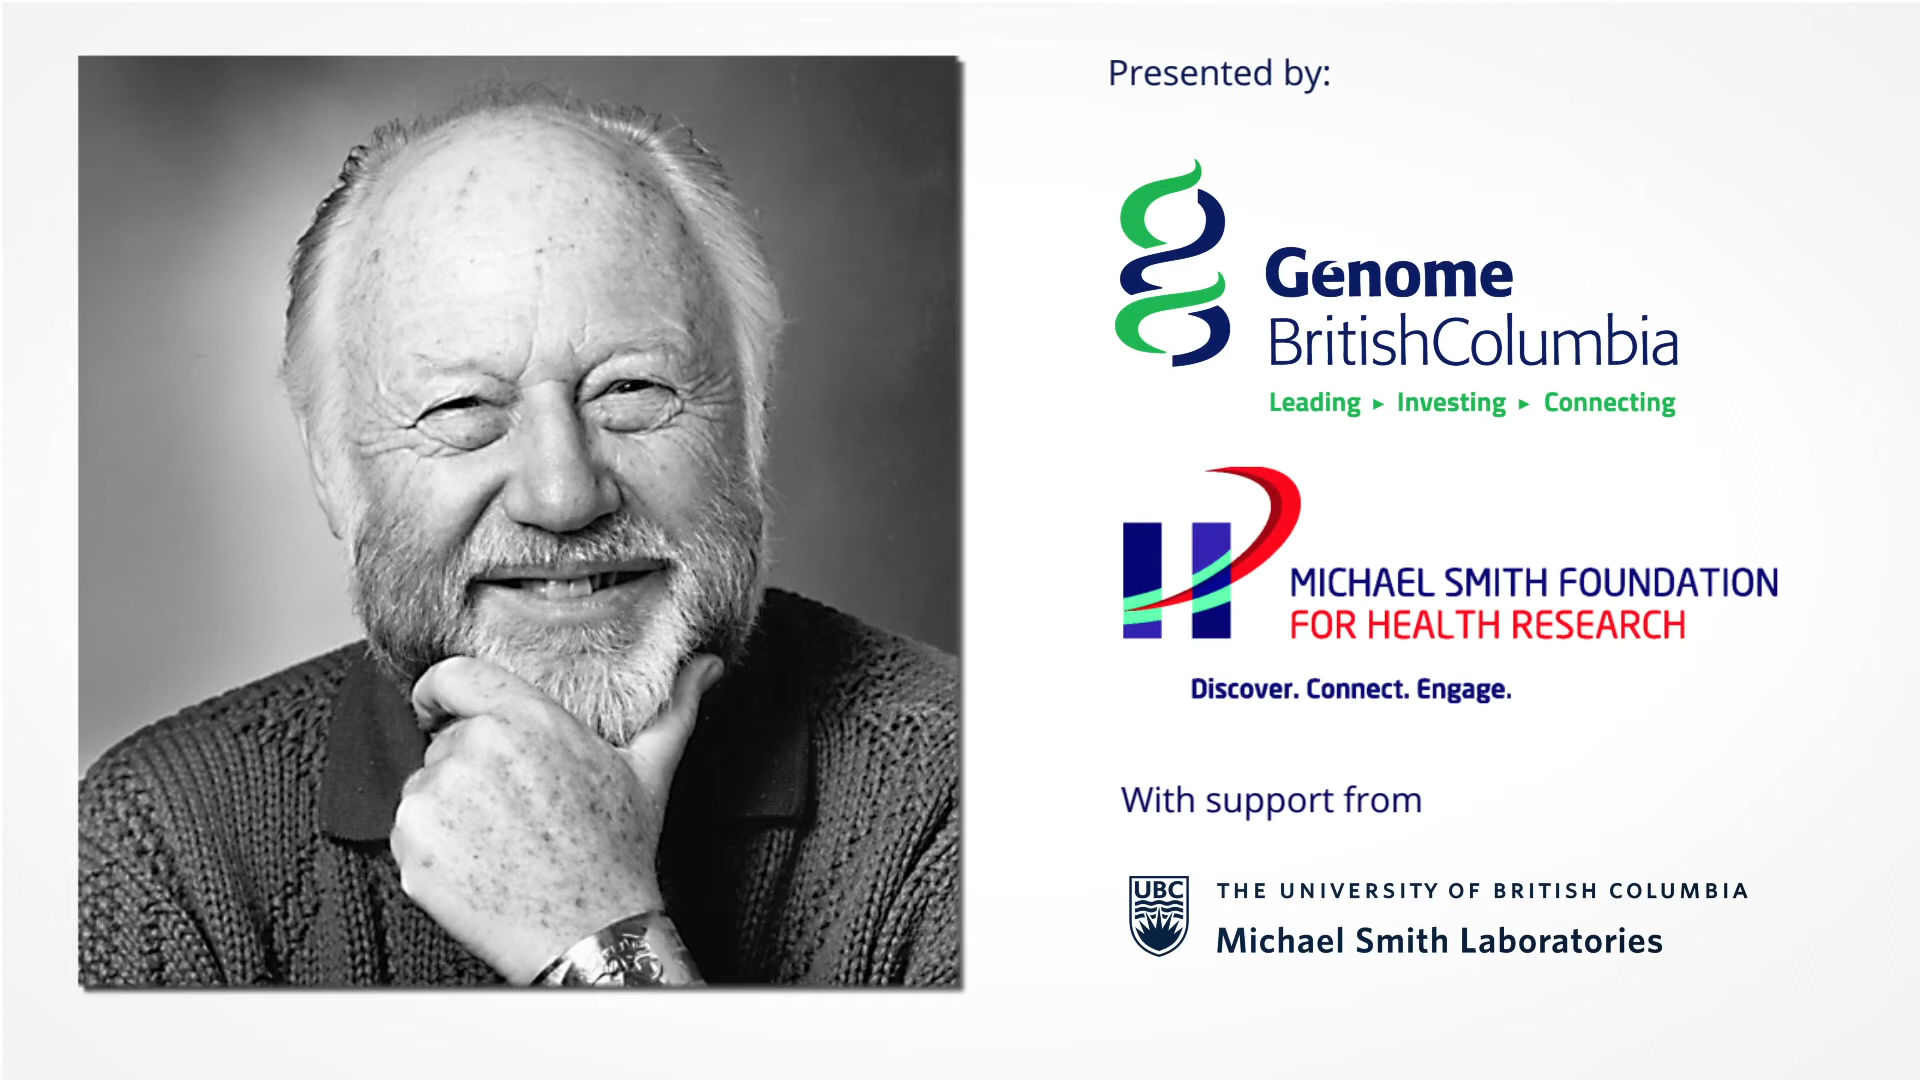 Presented by:
Genome
BritishColumbia
Leading ▸ Investing ▸ Connecting
MICHAEL SMITH FOUNDATION
FOR HEALTH RESEARCH
Discover. Connect. Engage.
With support from
UBC
THE UNIVERSITY OF BRITISH COLUMBIA
Michael Smith Laboratories